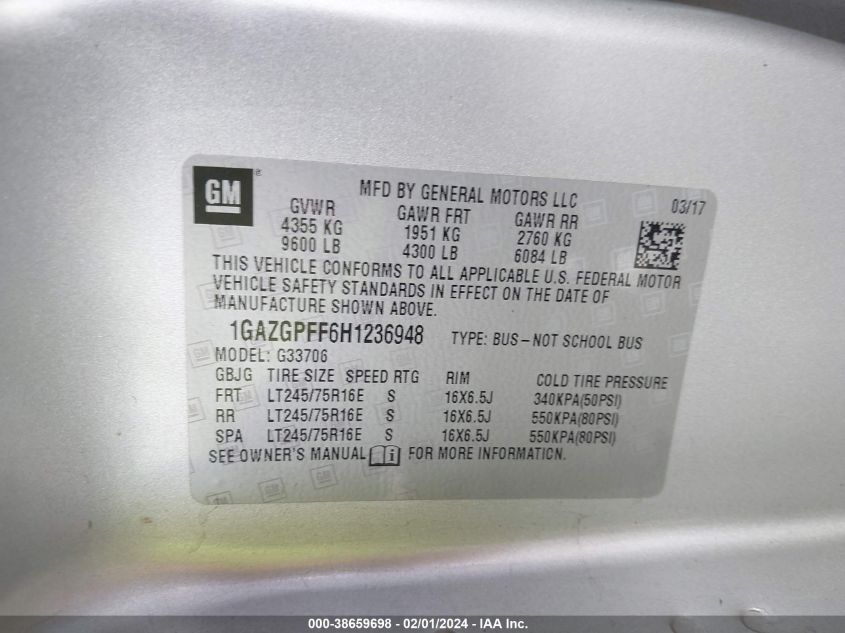 GM ®
MFD BY GENERAL MOTORS LLC 03/17
GVWR GAWR FRT GAWR RR
4355 KG 1951 KG 2760 KG
9600 LB 4300 LB 6084 LB
THIS VEHICLE CONFORMS TO ALL APPLICABLE U.S. FEDERAL MOTOR
VEHICLE SAFETY STANDARDS IN EFFECT ON THE DATE OF
MANUFACTURE SHOWN ABOVE.
1GAZGPFF6H1236948 TYPE: BUS – NOT SCHOOL BUS
MODEL: G33706
GBJG TIRE SIZE SPEED RTG RIM COLD TIRE PRESSURE
FRT LT245/75R16E S 16X6.5J 340KPA(50PSI)
RR LT245/75R16E S 16X6.5J 550KPA(80PSI)
SPA LT245/75R16E S 16X6.5J 550KPA(80PSI)
SEE OWNER'S MANUAL i FOR MORE INFORMATION.
000-38659698 - 02/01/2024 - IAA Inc.